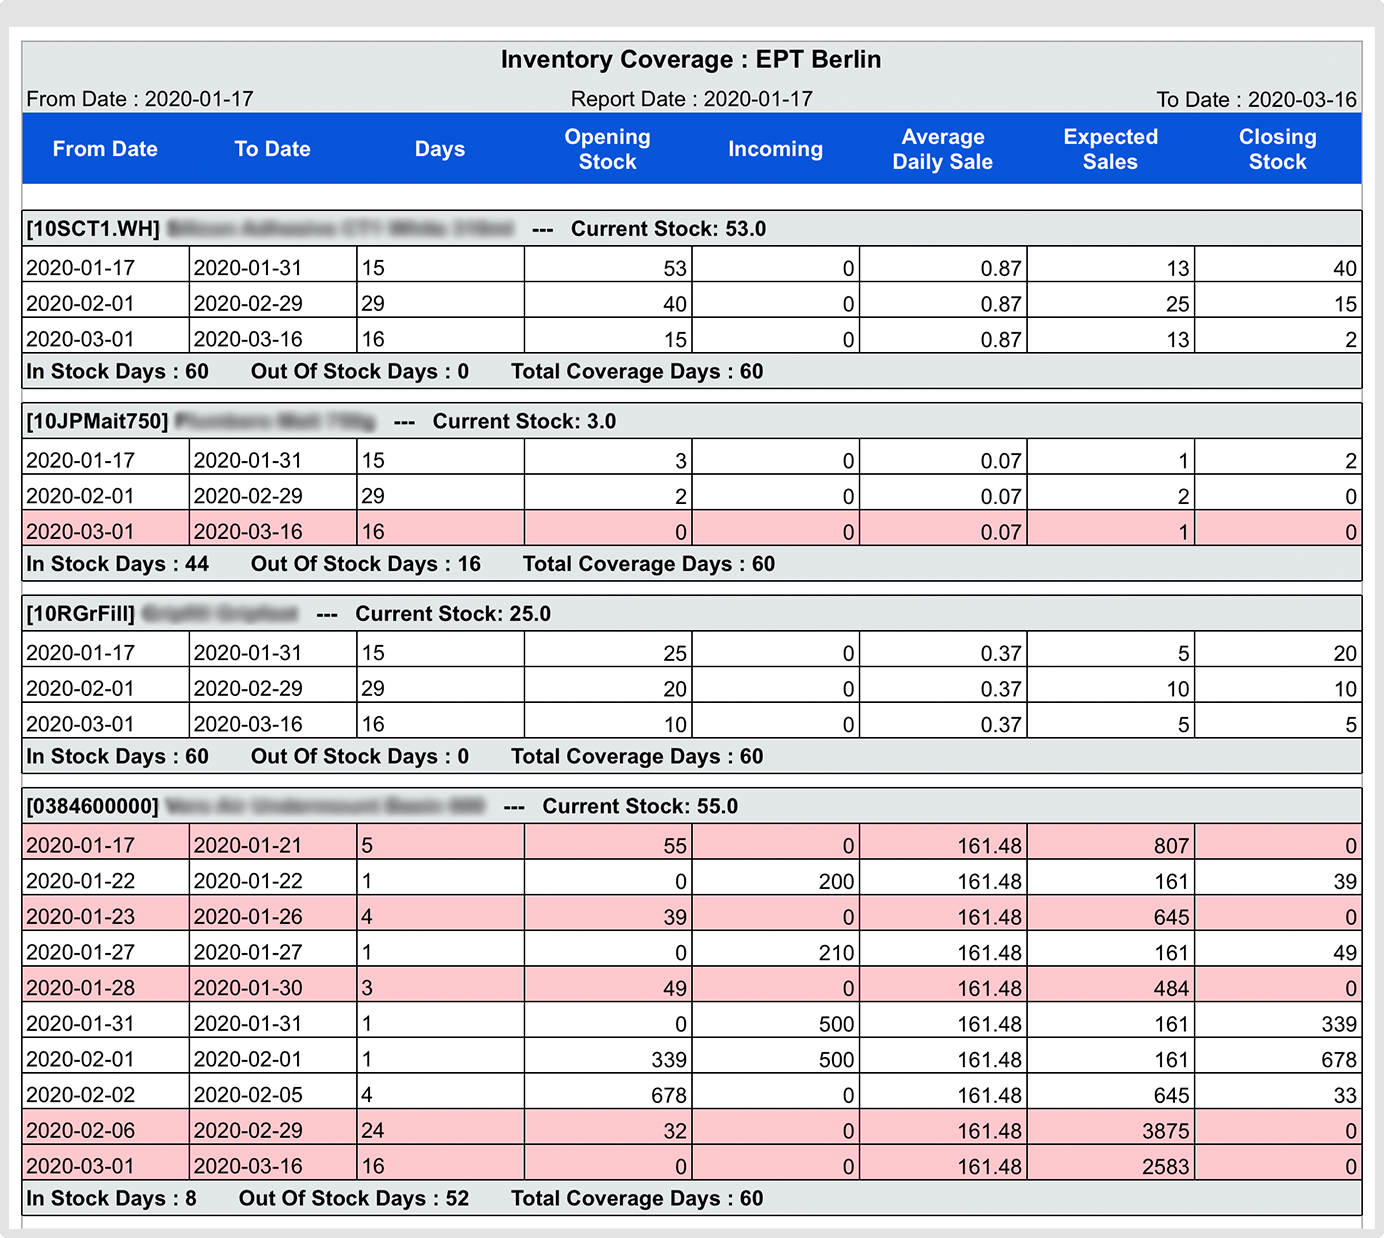 Inventory Coverage : EPT Berlin
From Date : 2020-01-17 Report Date : 2020-01-17 To Date : 2020-03-16
From Date To Date Days Opening Stock Incoming Average Daily Sale Expected Sales Closing Stock
[10SCT1.WH] --- Current Stock: 53.0
2020-01-17 2020-01-31 15 53 0 0.87 13 40
2020-02-01 2020-02-29 29 40 0 0.87 25 15
2020-03-01 2020-03-16 16 15 0 0.87 13 2
In Stock Days : 60 Out Of Stock Days : 0 Total Coverage Days : 60
[10JPMait750] --- Current Stock: 3.0
2020-01-17 2020-01-31 15 3 0 0.07 1 2
2020-02-01 2020-02-29 29 2 0 0.07 2 0
2020-03-01 2020-03-16 16 0 0 0.07 1 0
In Stock Days : 44 Out Of Stock Days : 16 Total Coverage Days : 60
[10RGrFill] --- Current Stock: 25.0
2020-01-17 2020-01-31 15 25 0 0.37 5 20
2020-02-01 2020-02-29 29 20 0 0.37 10 10
2020-03-01 2020-03-16 16 10 0 0.37 5 5
In Stock Days : 60 Out Of Stock Days : 0 Total Coverage Days : 60
[0384600000] --- Current Stock: 55.0
2020-01-17 2020-01-21 5 55 0 161.48 807 0
2020-01-22 2020-01-22 1 0 200 161.48 161 39
2020-01-23 2020-01-26 4 39 0 161.48 645 0
2020-01-27 2020-01-27 1 0 210 161.48 161 49
2020-01-28 2020-01-30 3 49 0 161.48 484 0
2020-01-31 2020-01-31 1 0 500 161.48 161 339
2020-02-01 2020-02-01 1 339 500 161.48 161 678
2020-02-02 2020-02-05 4 678 0 161.48 645 33
2020-02-06 2020-02-29 24 32 0 161.48 3875 0
2020-03-01 2020-03-16 16 0 0 161.48 2583 0
In Stock Days : 8 Out Of Stock Days : 52 Total Coverage Days : 60